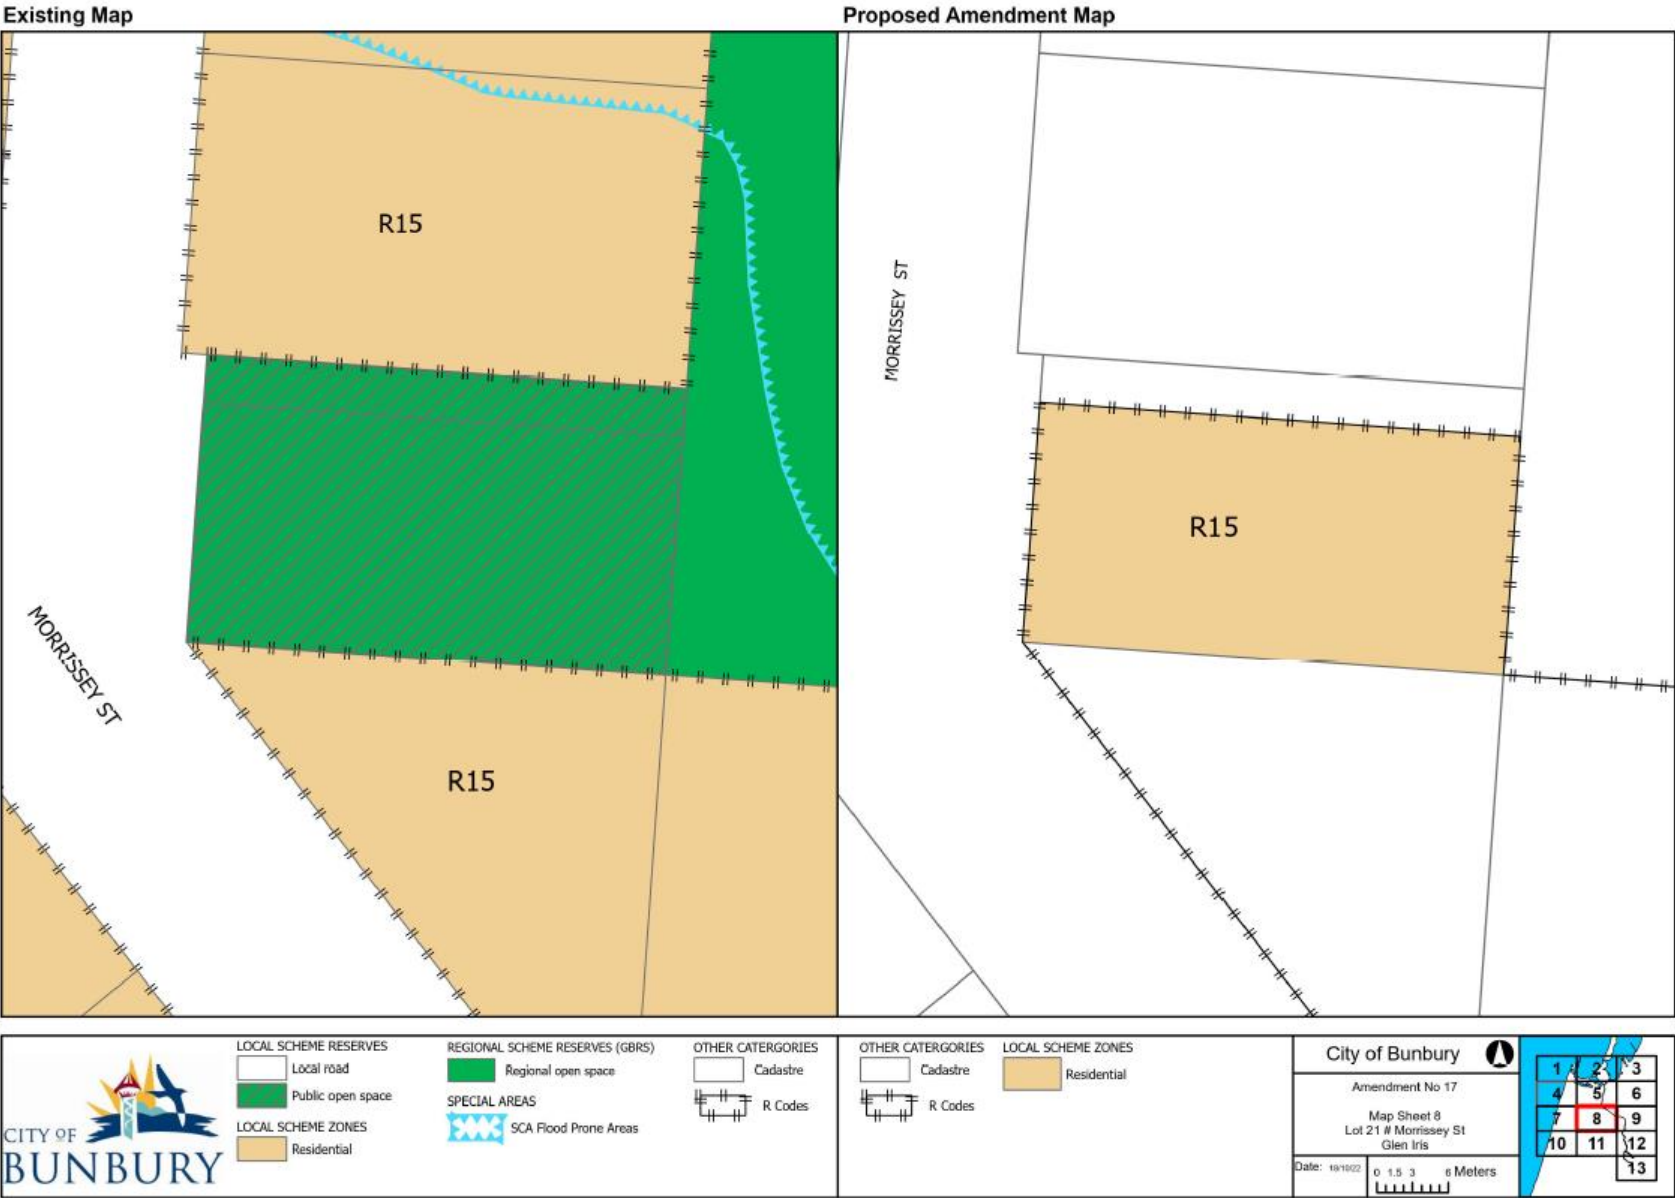 Existing Map
Proposed Amendment Map
R15
MORRISSEY ST
R15
MORRISSEY ST
R15
CITY OF
BUNBURY
LOCAL SCHEME RESERVES
Local road
Public open space
LOCAL SCHEME ZONES
Residential
REGIONAL SCHEME RESERVES (GBRS)
Regional open space
SPECIAL AREAS
SCA Flood Prone Areas
OTHER CATERGORIES
Cadastre
R Codes
OTHER CATERGORIES
Cadastre
R Codes
LOCAL SCHEME ZONES
Residential
City of Bunbury
Amendment No 17
Map Sheet 8
Lot 21 # Morrissey St
Glen Iris
Date: 19/10/22
0 1.5 3 6 Meters
1 2 3
4 5 6
7 8 9
10 11 12
13